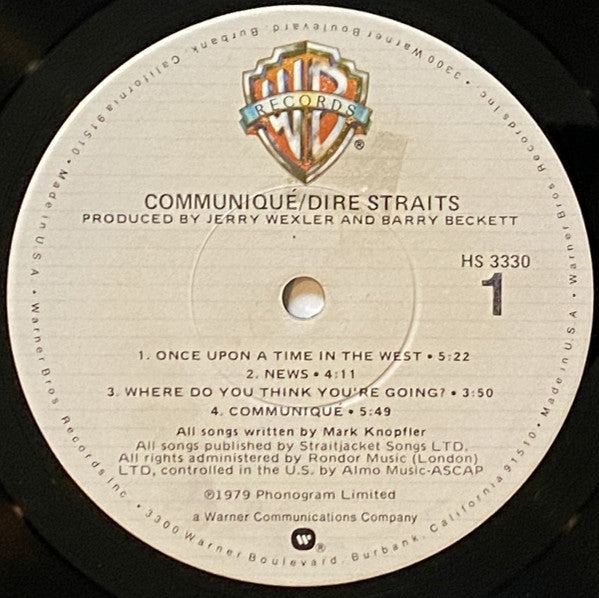 WB
RECORDS
®
COMMUNIQUÉ/DIRE STRAITS
PRODUCED BY JERRY WEXLER AND BARRY BECKETT
HS 3330
1
1. ONCE UPON A TIME IN THE WEST • 5:22
2. NEWS • 4:11
3. WHERE DO YOU THINK YOU'RE GOING? • 3:50
4. COMMUNIQUÉ • 5:49
All songs written by Mark Knopfler
All songs published by Straitjacket Songs LTD.
All rights administered by Rondor Music (London)
LTD, controlled in the U.S. by Almo Music-ASCAP
℗1979 Phonogram Limited
a Warner Communications Company
W®
Warner Bros. Records Inc. • 3300 Warner Boulevard, Burbank, California 91510 • Made in U.S.A. •
Warner Bros. Records Inc. • 3300 Warner Boulevard, Burbank, California 91510 • Made in U.S.A. •